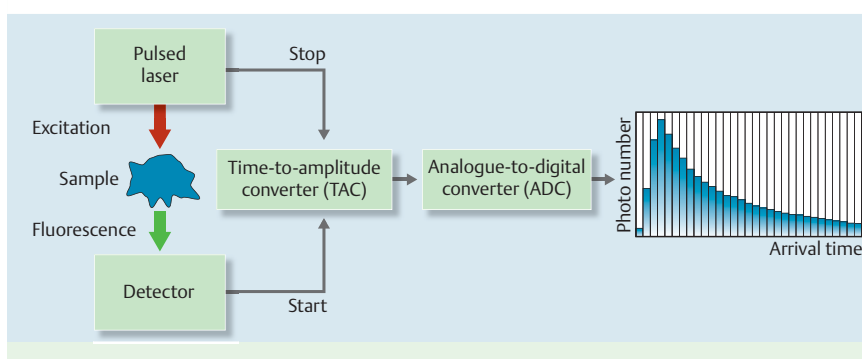 Pulsed
laser
Stop
Excitation
Sample
Time-to-amplitude
converter (TAC)
Analogue-to-digital
converter (ADC)
Photo number
Fluorescence
Arrival time
Detector
Start